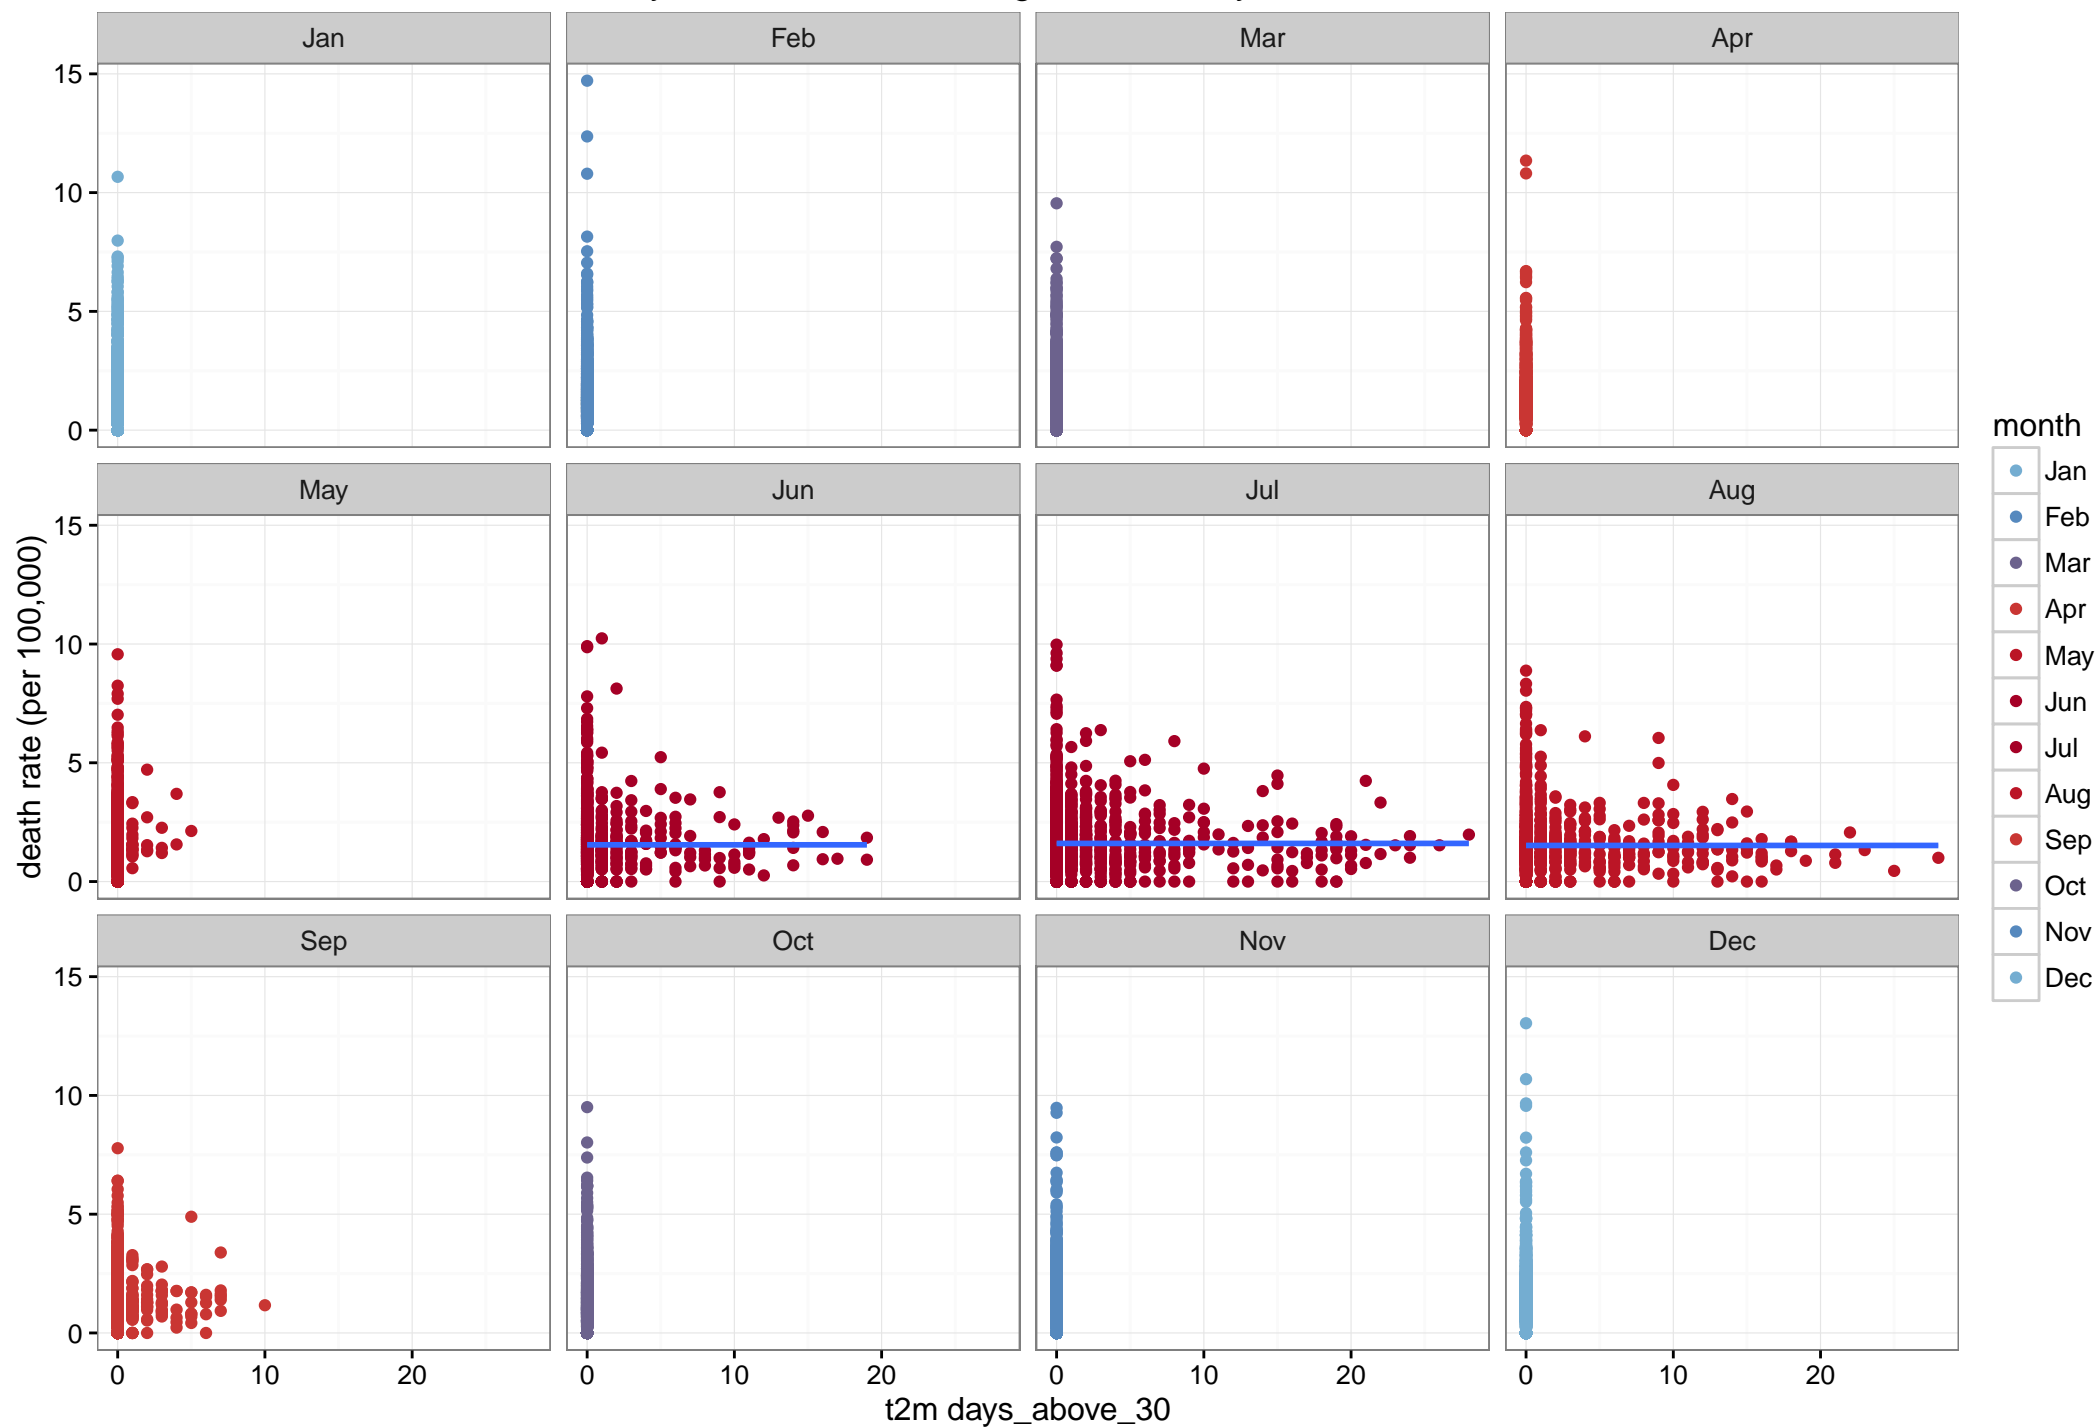 Jan Feb Mar Apr
15
10
5
0
May Jun Jul Aug
15
10
5
0
Sep Oct Nov Dec
15
10
5
0
0 10 20 0 10 20 0 10 20 0 10 20
t2m days_above_30
death rate (per 100,000)
month
Jan
Feb
Mar
Apr
May
Jun
Jul
Aug
Sep
Oct
Nov
Dec